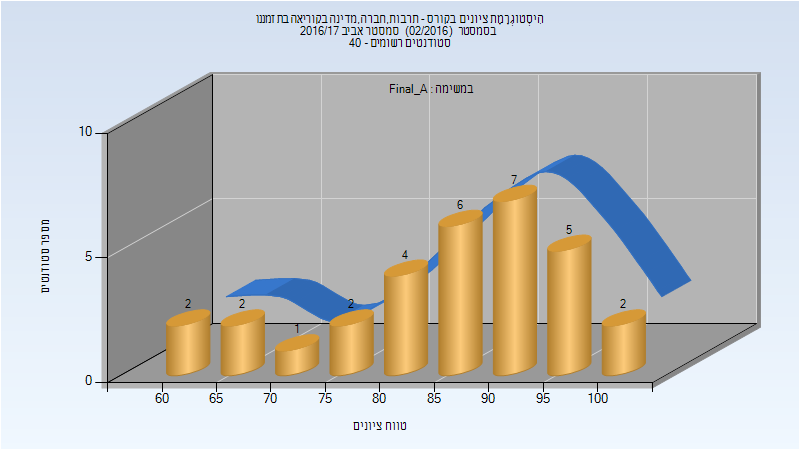 היסטוגרמת ציונים בקורס - תרבות,חברה,מדינה בקוריאה בת זמננו
בסמסטר (02/2016) סמסטר אביב 2016/17
סטודנטים רשומים - 40
במשימה : Final_A
מספר סטודנטים
10
5
0
2
2
1
2
4
6
7
5
2
60 65 70 75 80 85 90 95 100
טווח ציונים